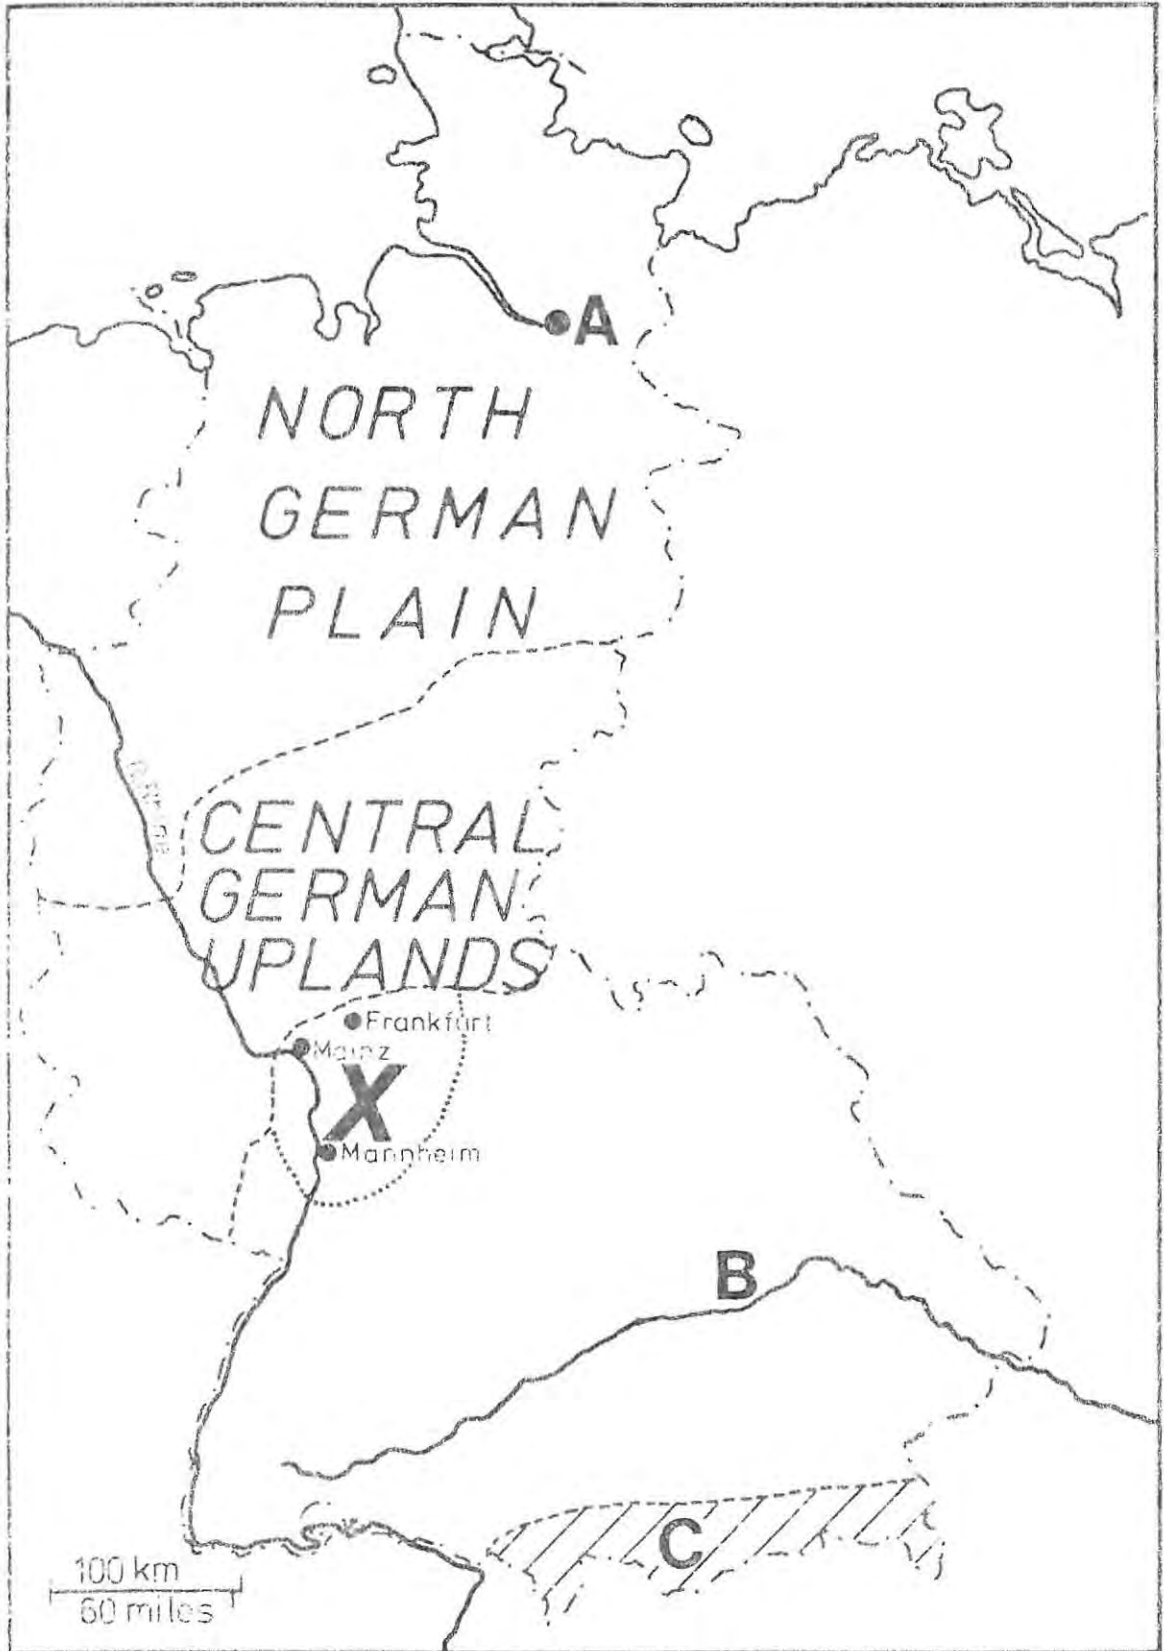 A
NORTH
GERMAN
PLAIN
CENTRAL
GERMAN
UPLANDS
Frankfurt
Mainz
X
Mannheim
B
C
100 km
60 miles